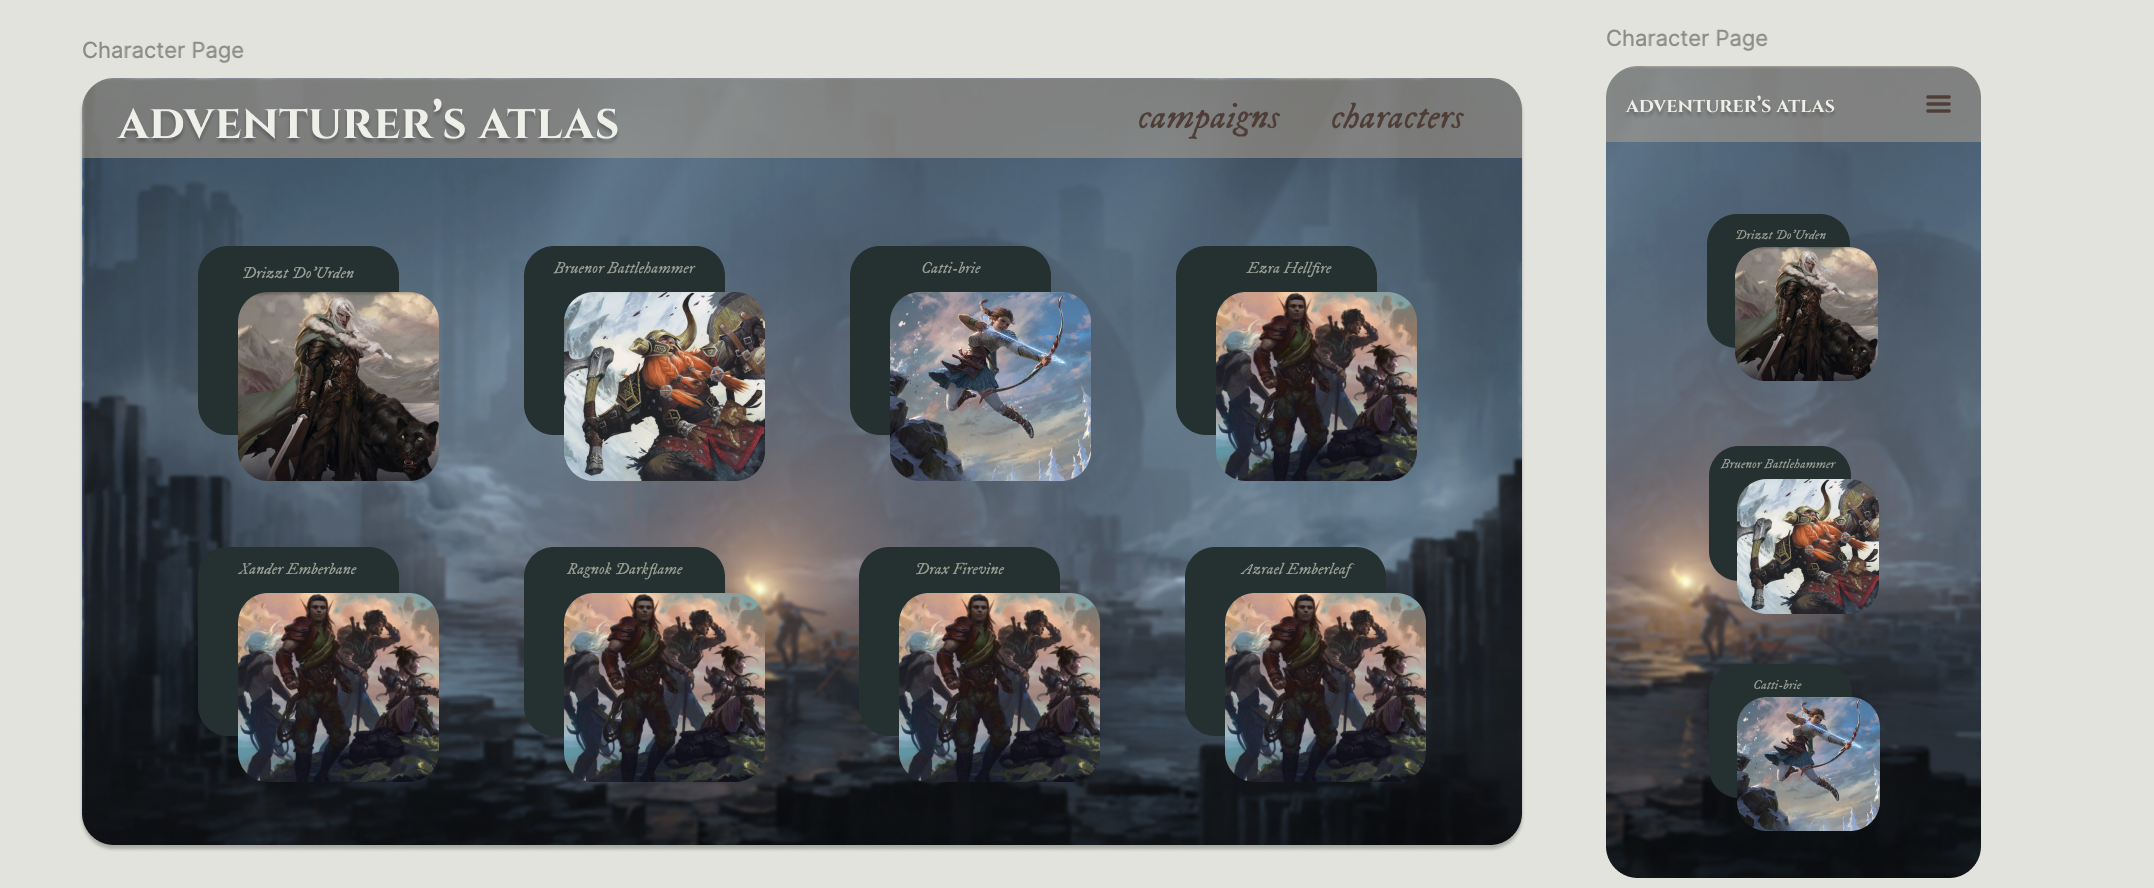 Character Page
ADVENTURER'S ATLAS
campaigns
characters
Drizzt Do'Urden
Bruenor Battlehammer
Catti-brie
Ezra Hellfire
Xander Emberbane
Ragnok Darkflame
Drax Firevine
Azrael Emberleaf
Character Page
ADVENTURER'S ATLAS
Drizzt Do'Urden
Bruenor Battlehammer
Catti-brie